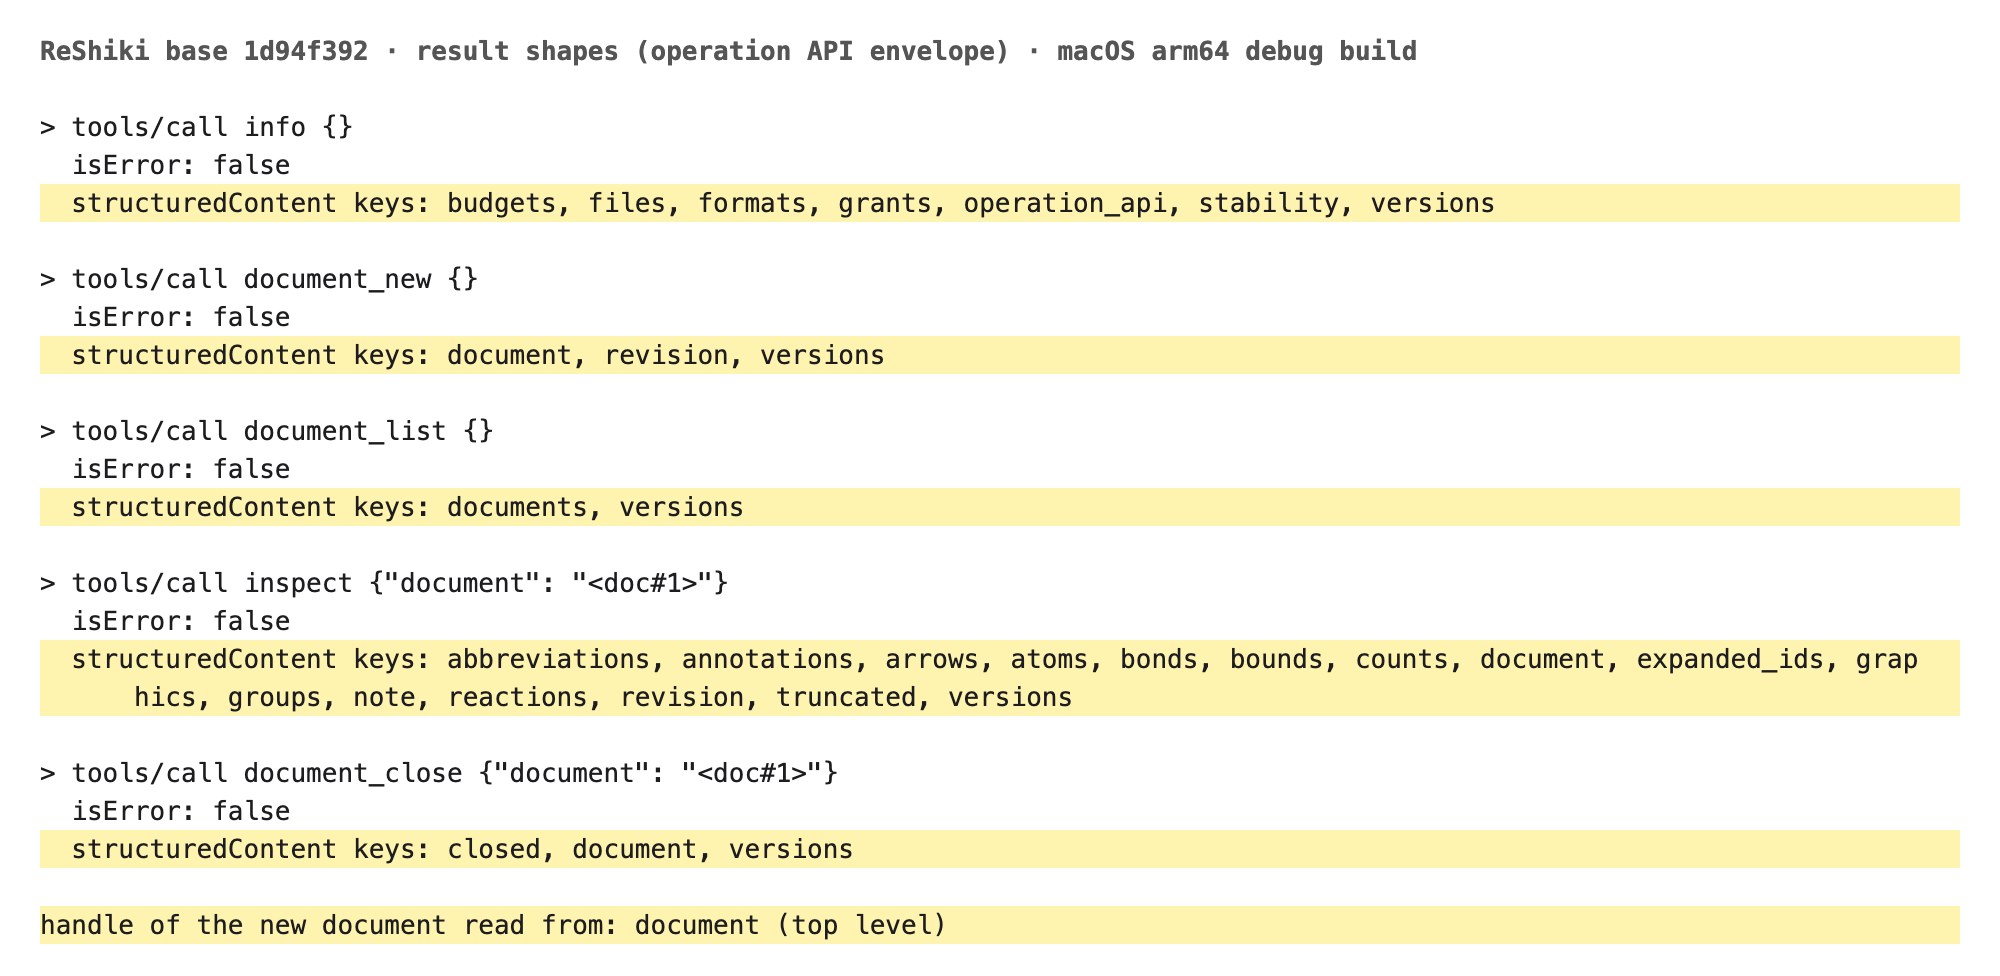 ReShiki base 1d94f392 · result shapes (operation API envelope) · macOS arm64 debug build
> tools/call info {}
isError: false
structuredContent keys: budgets, files, formats, grants, operation_api, stability, versions
> tools/call document_new {}
isError: false
structuredContent keys: document, revision, versions
> tools/call document_list {}
isError: false
structuredContent keys: documents, versions
> tools/call inspect {"document": "<doc#1>"}
isError: false
structuredContent keys: abbreviations, annotations, arrows, atoms, bonds, bounds, counts, document, expanded_ids, grap
hics, groups, note, reactions, revision, truncated, versions
> tools/call document_close {"document": "<doc#1>"}
isError: false
structuredContent keys: closed, document, versions
handle of the new document read from: document (top level)